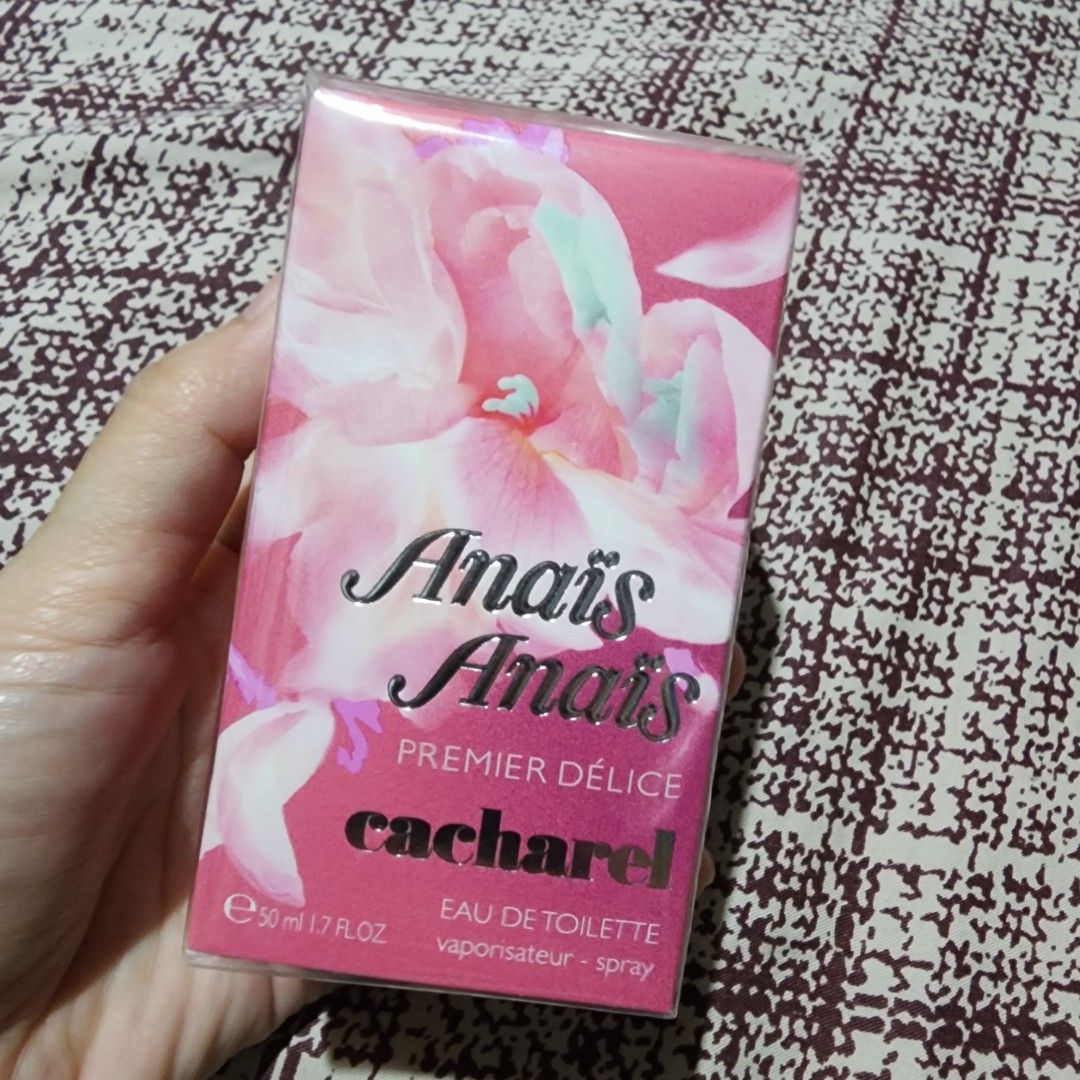 Anaïs
Anaïs
PREMIER DÉLICE
cacharel
EAU DE TOILETTE
vaporisateur - spray
e 50 ml 1.7 FL OZ